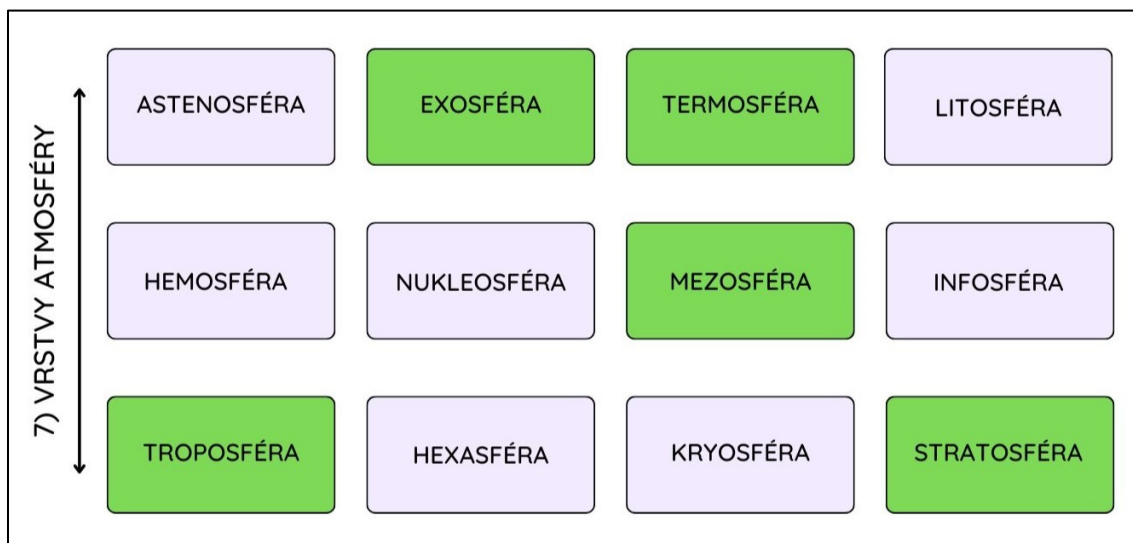 7) VRSTVY ATMOSFÉRY
ASTENOSFÉRA
EXOSFÉRA
TERMOSFÉRA
LITOSFÉRA
HEMOSFÉRA
NUKLEOSFÉRA
MEZOSFÉRA
INFOSFÉRA
TROPOSFÉRA
HEXASFÉRA
KRYOSFÉRA
STRATOSFÉRA